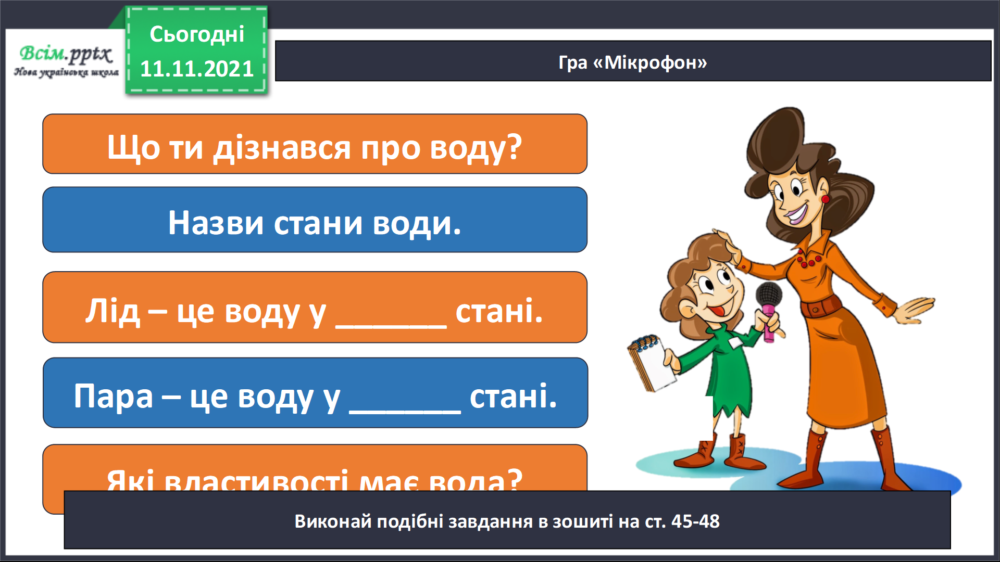 Сьогодні
11.11.2021
Всім.pptx
Нова українська школа
Гра «Мікрофон»
Що ти дізнався про воду?
Назви стани води.
Лід – це воду у ______ стані.
Пара – це воду у ______ стані.
Які властивості має вода?
Виконай подібні завдання в зошиті на ст. 45-48